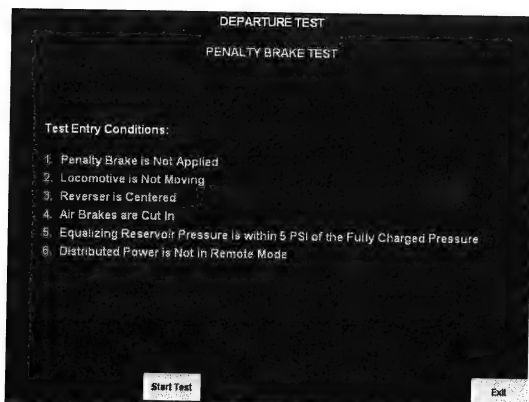 DEPARTURE TEST
PENALTY BRAKE TEST
Test Entry Conditions:
1. Penalty Brake is Not Applied
2. Locomotive is Not Moving
3. Reverser is Centered
4. Air Brakes are Cut In
5. Equalizing Reservoir Pressure is within 5 PSI of the Fully Charged Pressure
6. Distributed Power is Not in Remote Mode
Start Test
Exit